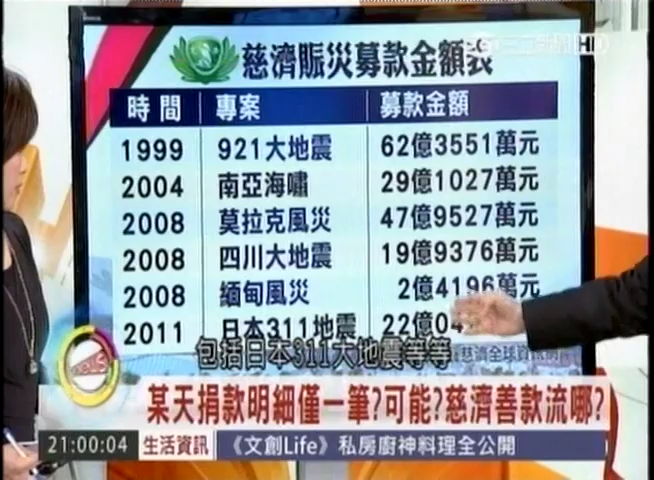 慈濟賑災募款金額表
時間 專案 募款金額
1999 921大地震 62億3551萬元
2004 南亞海嘯 29億1027萬元
2008 莫拉克風災 47億9527萬元
2008 四川大地震 19億9376萬元
2008 緬甸風災 2億4196萬元
2011 日本311地震 22億04
包括日本311大地震等等
慈濟全球資訊網
某天捐款明細僅一筆?可能?慈濟善款流哪?
21:00:04 生活資訊 《文創Life》私房廚神料理全公開